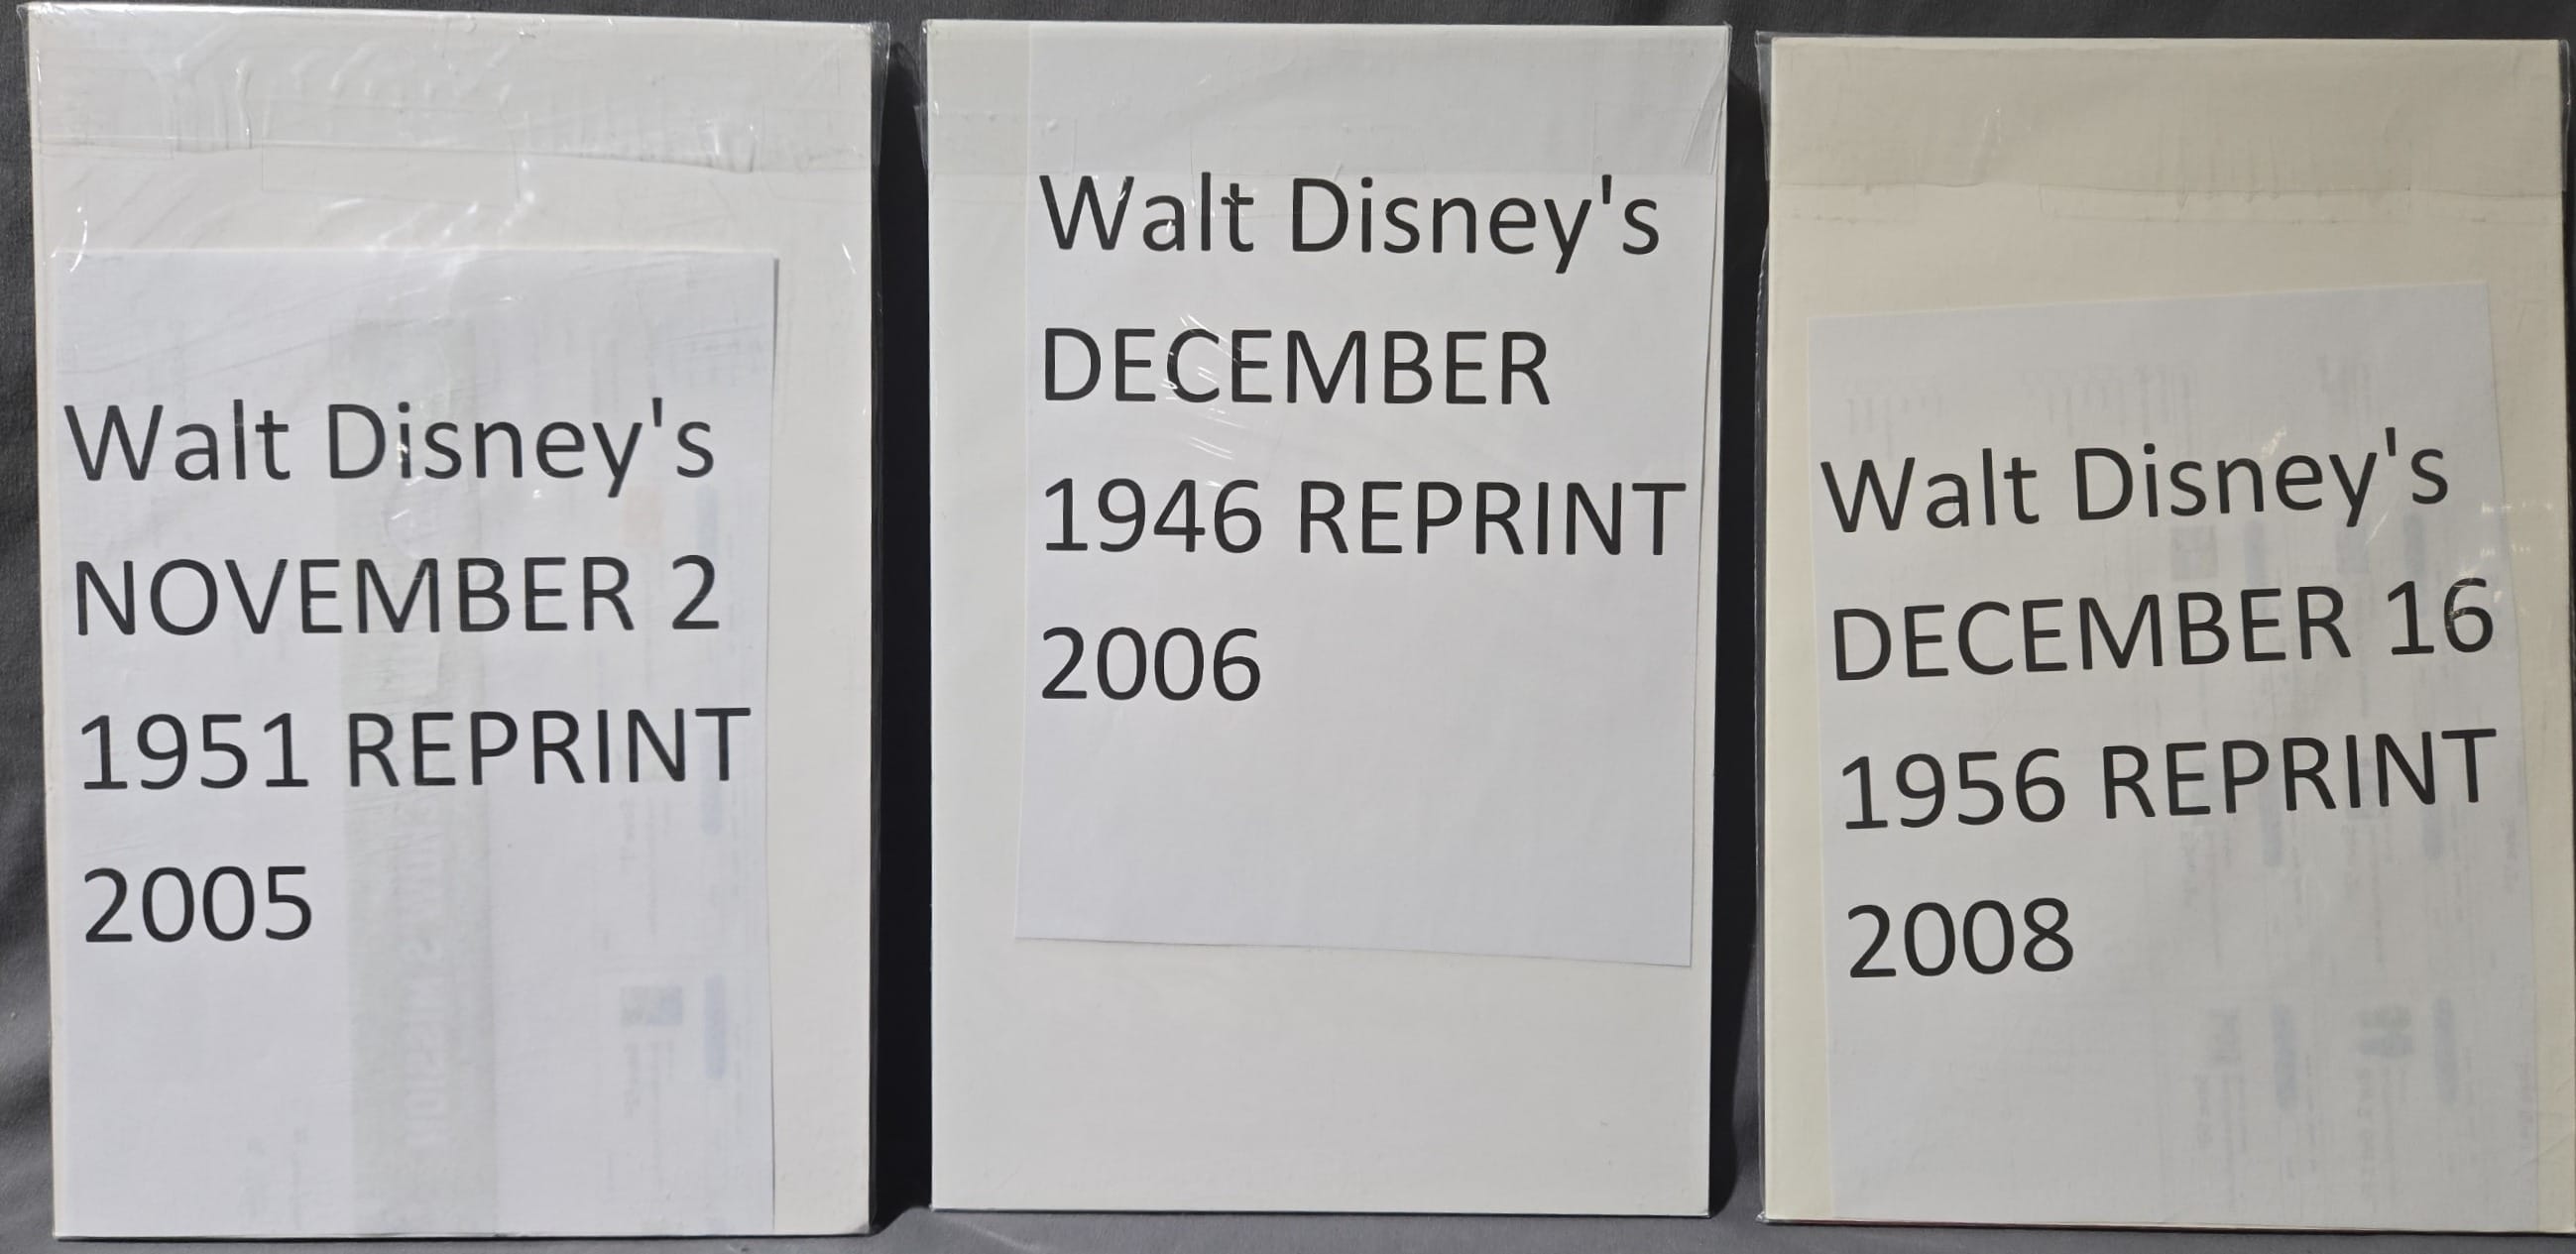 Walt Disney's
NOVEMBER 2
1951 REPRINT
2005
Walt Disney's
DECEMBER
1946 REPRINT
2006
Walt Disney's
DECEMBER 16
1956 REPRINT
2008